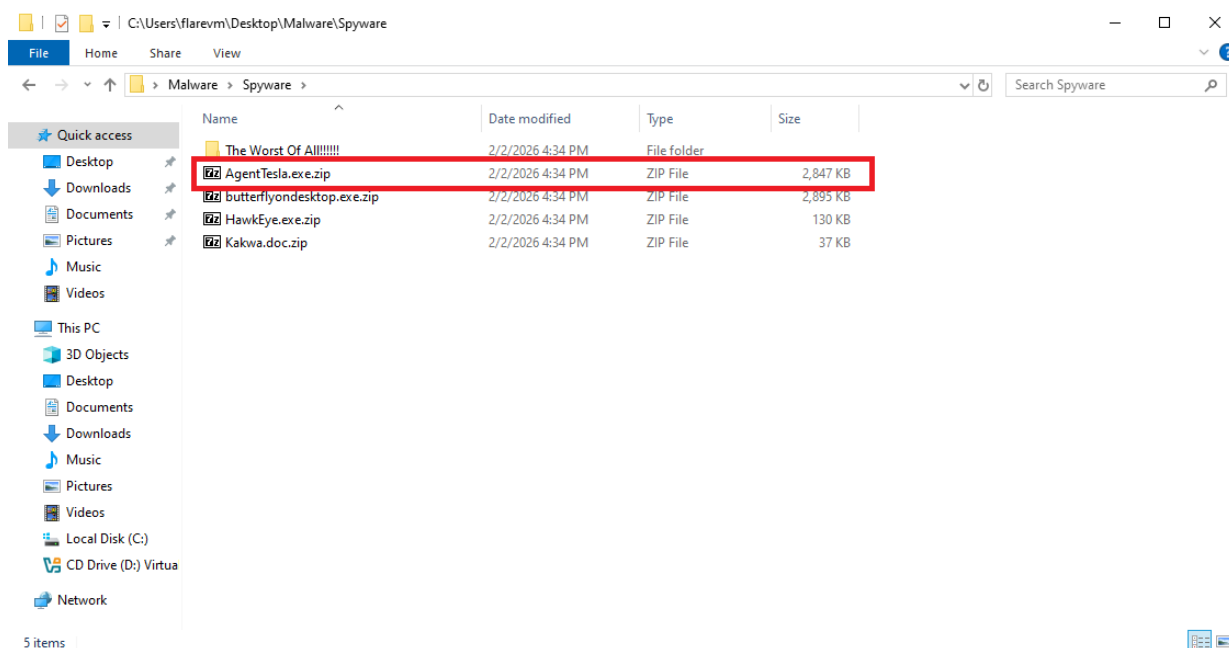 C:\Users\flarevm\Desktop\Malware\Spyware
File Home Share View
Malware > Spyware >
Search Spyware
Name Date modified Type Size
Quick access
Desktop
Downloads
Documents
Pictures
Music
Videos
This PC
3D Objects
Desktop
Documents
Downloads
Music
Pictures
Videos
Local Disk (C:)
CD Drive (D:) Virtua
Network
The Worst Of All!!!!!! 2/2/2026 4:34 PM File folder
AgentTesla.exe.zip 2/2/2026 4:34 PM ZIP File 2,847 KB
butterflyondesktop.exe.zip 2/2/2026 4:34 PM ZIP File 2,895 KB
HawkEye.exe.zip 2/2/2026 4:34 PM ZIP File 130 KB
Kakwa.doc.zip 2/2/2026 4:34 PM ZIP File 37 KB
5 items